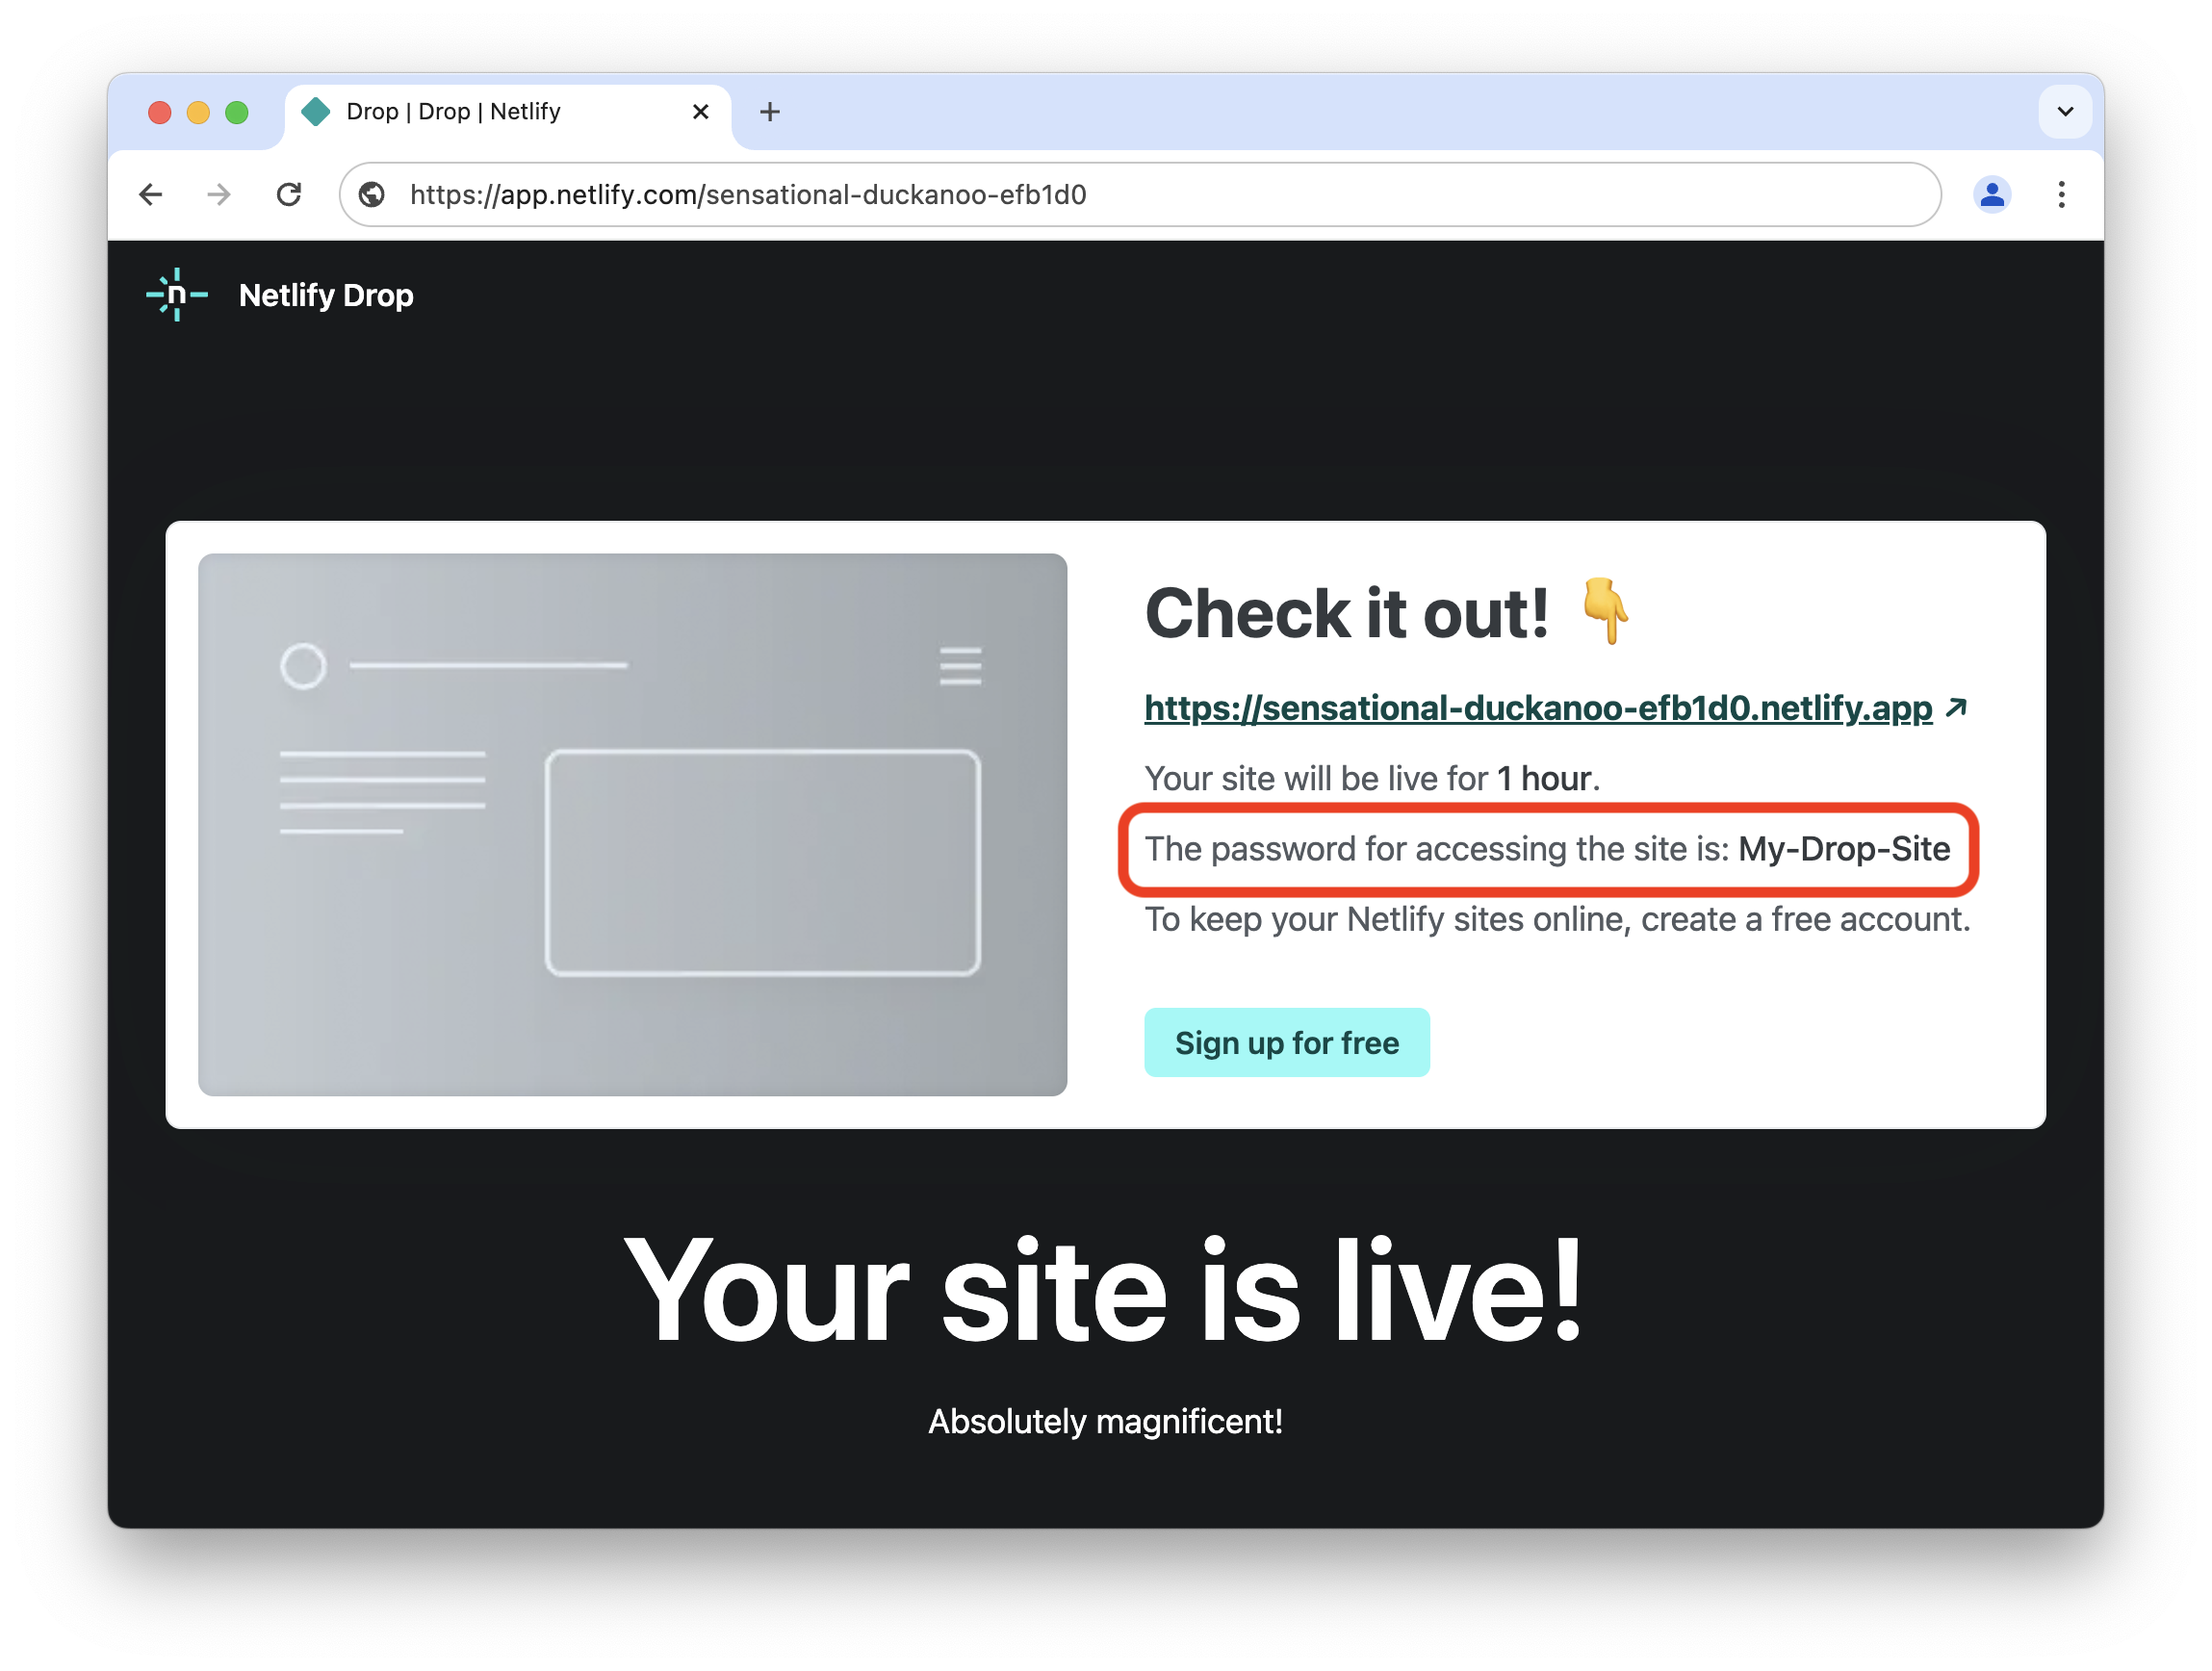 Drop | Drop | Netlify
https://app.netlify.com/sensational-duckanoo-efb1d0
n Netlify Drop
Check it out! 👇
https://sensational-duckanoo-efb1d0.netlify.app
Your site will be live for 1 hour.
The password for accessing the site is: My-Drop-Site
To keep your Netlify sites online, create a free account.
Sign up for free
Your site is live!
Absolutely magnificent!